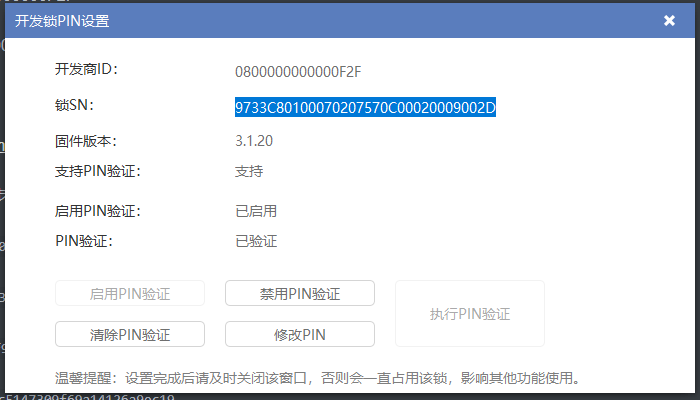 开发锁PIN设置
开发商ID： 0800000000000F2F
锁SN： 9733C80100070207570C00020009002D
固件版本： 3.1.20
支持PIN验证： 支持
启用PIN验证： 已启用
PIN验证： 已验证
启用PIN验证 禁用PIN验证 执行PIN验证
清除PIN验证 修改PIN
温馨提醒：设置完成后请及时关闭该窗口，否则会一直占用该锁，影响其他功能使用。